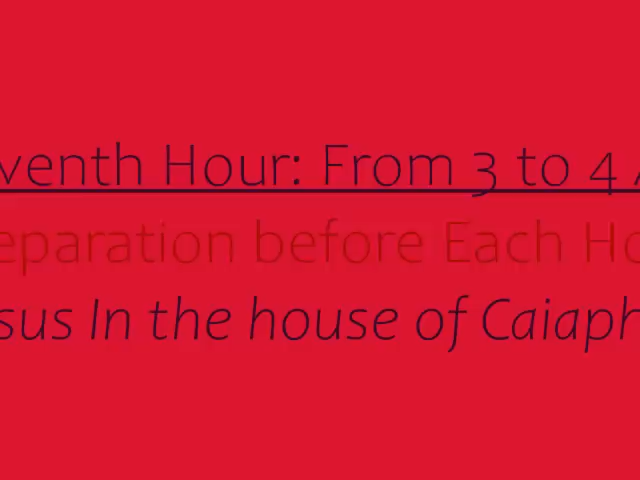 venth Hour: From 3 to 4 A
eparation before Each Ho
sus In the house of Caiaph